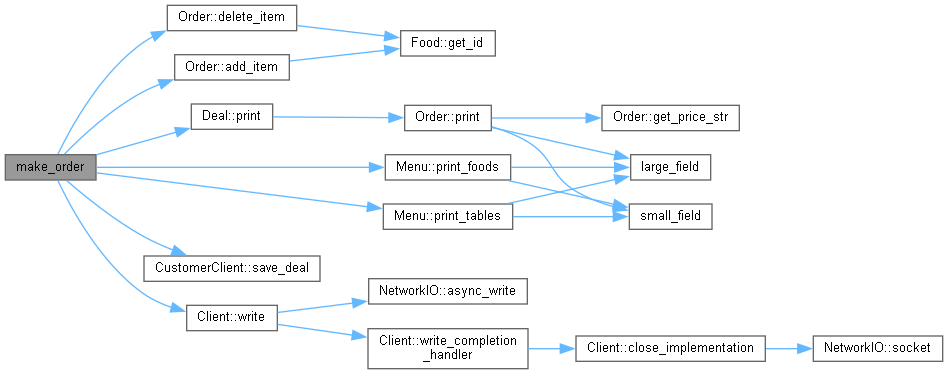 make_order
Order::delete_item
Order::add_item
Food::get_id
Deal::print
Order::print
Order::get_price_str
Menu::print_foods
large_field
Menu::print_tables
small_field
CustomerClient::save_deal
Client::write
NetworkIO::async_write
Client::write_completion
_handler
Client::close_implementation
NetworkIO::socket